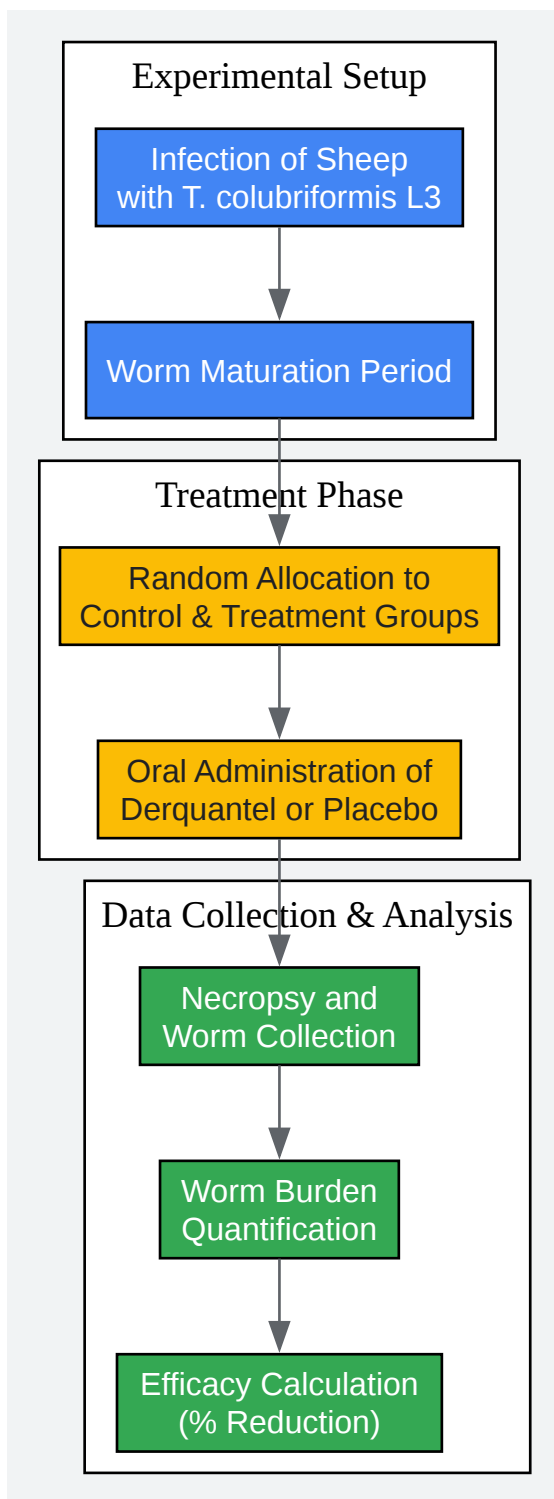 Experimental Setup
Infection of Sheep
with T. colubriformis L3
Worm Maturation Period
Treatment Phase
Random Allocation to
Control & Treatment Groups
Oral Administration of
Derquantel or Placebo
Data Collection & Analysis
Necropsy and
Worm Collection
Worm Burden
Quantification
Efficacy Calculation
(% Reduction)